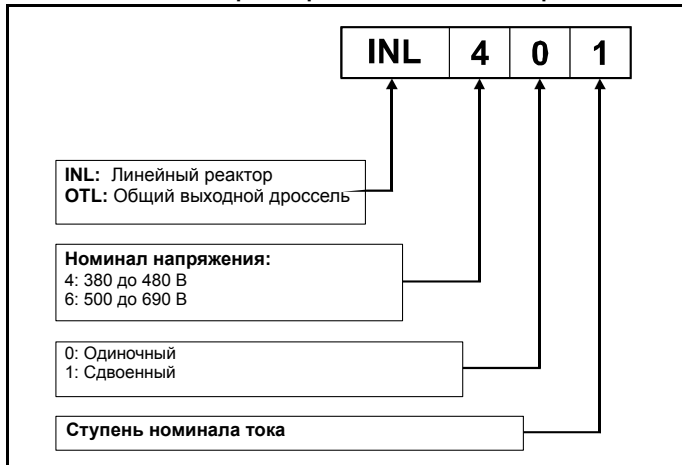 INL 4 0 1
INL: Линейный реактор
OTL: Общий выходной дроссель
Номинал напряжения:
4: 380 до 480 В
6: 500 до 690 В
0: Одиночный
1: Сдвоенный
Ступень номинала тока